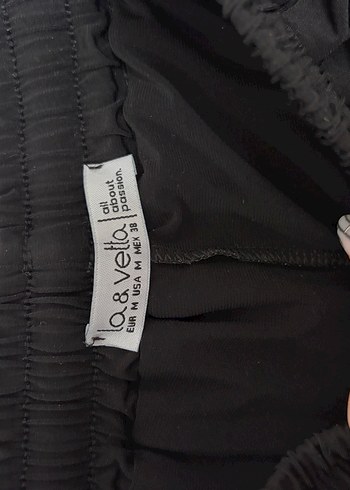 la & vetta
all
about
passion.
EUR M USA M MEX 38